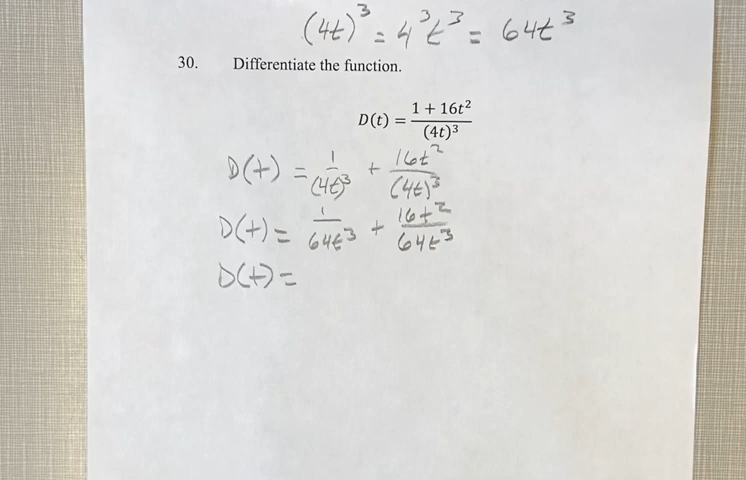 (4t)³ = 4³t³ = 64t³
30. Differentiate the function.
D(t) = (1 + 16t²)/(4t)³
D(t) = 1/(4t)³ + 16t²/(4t)³
D(t) = 1/64t³ + 16t²/64t³
D(t) =